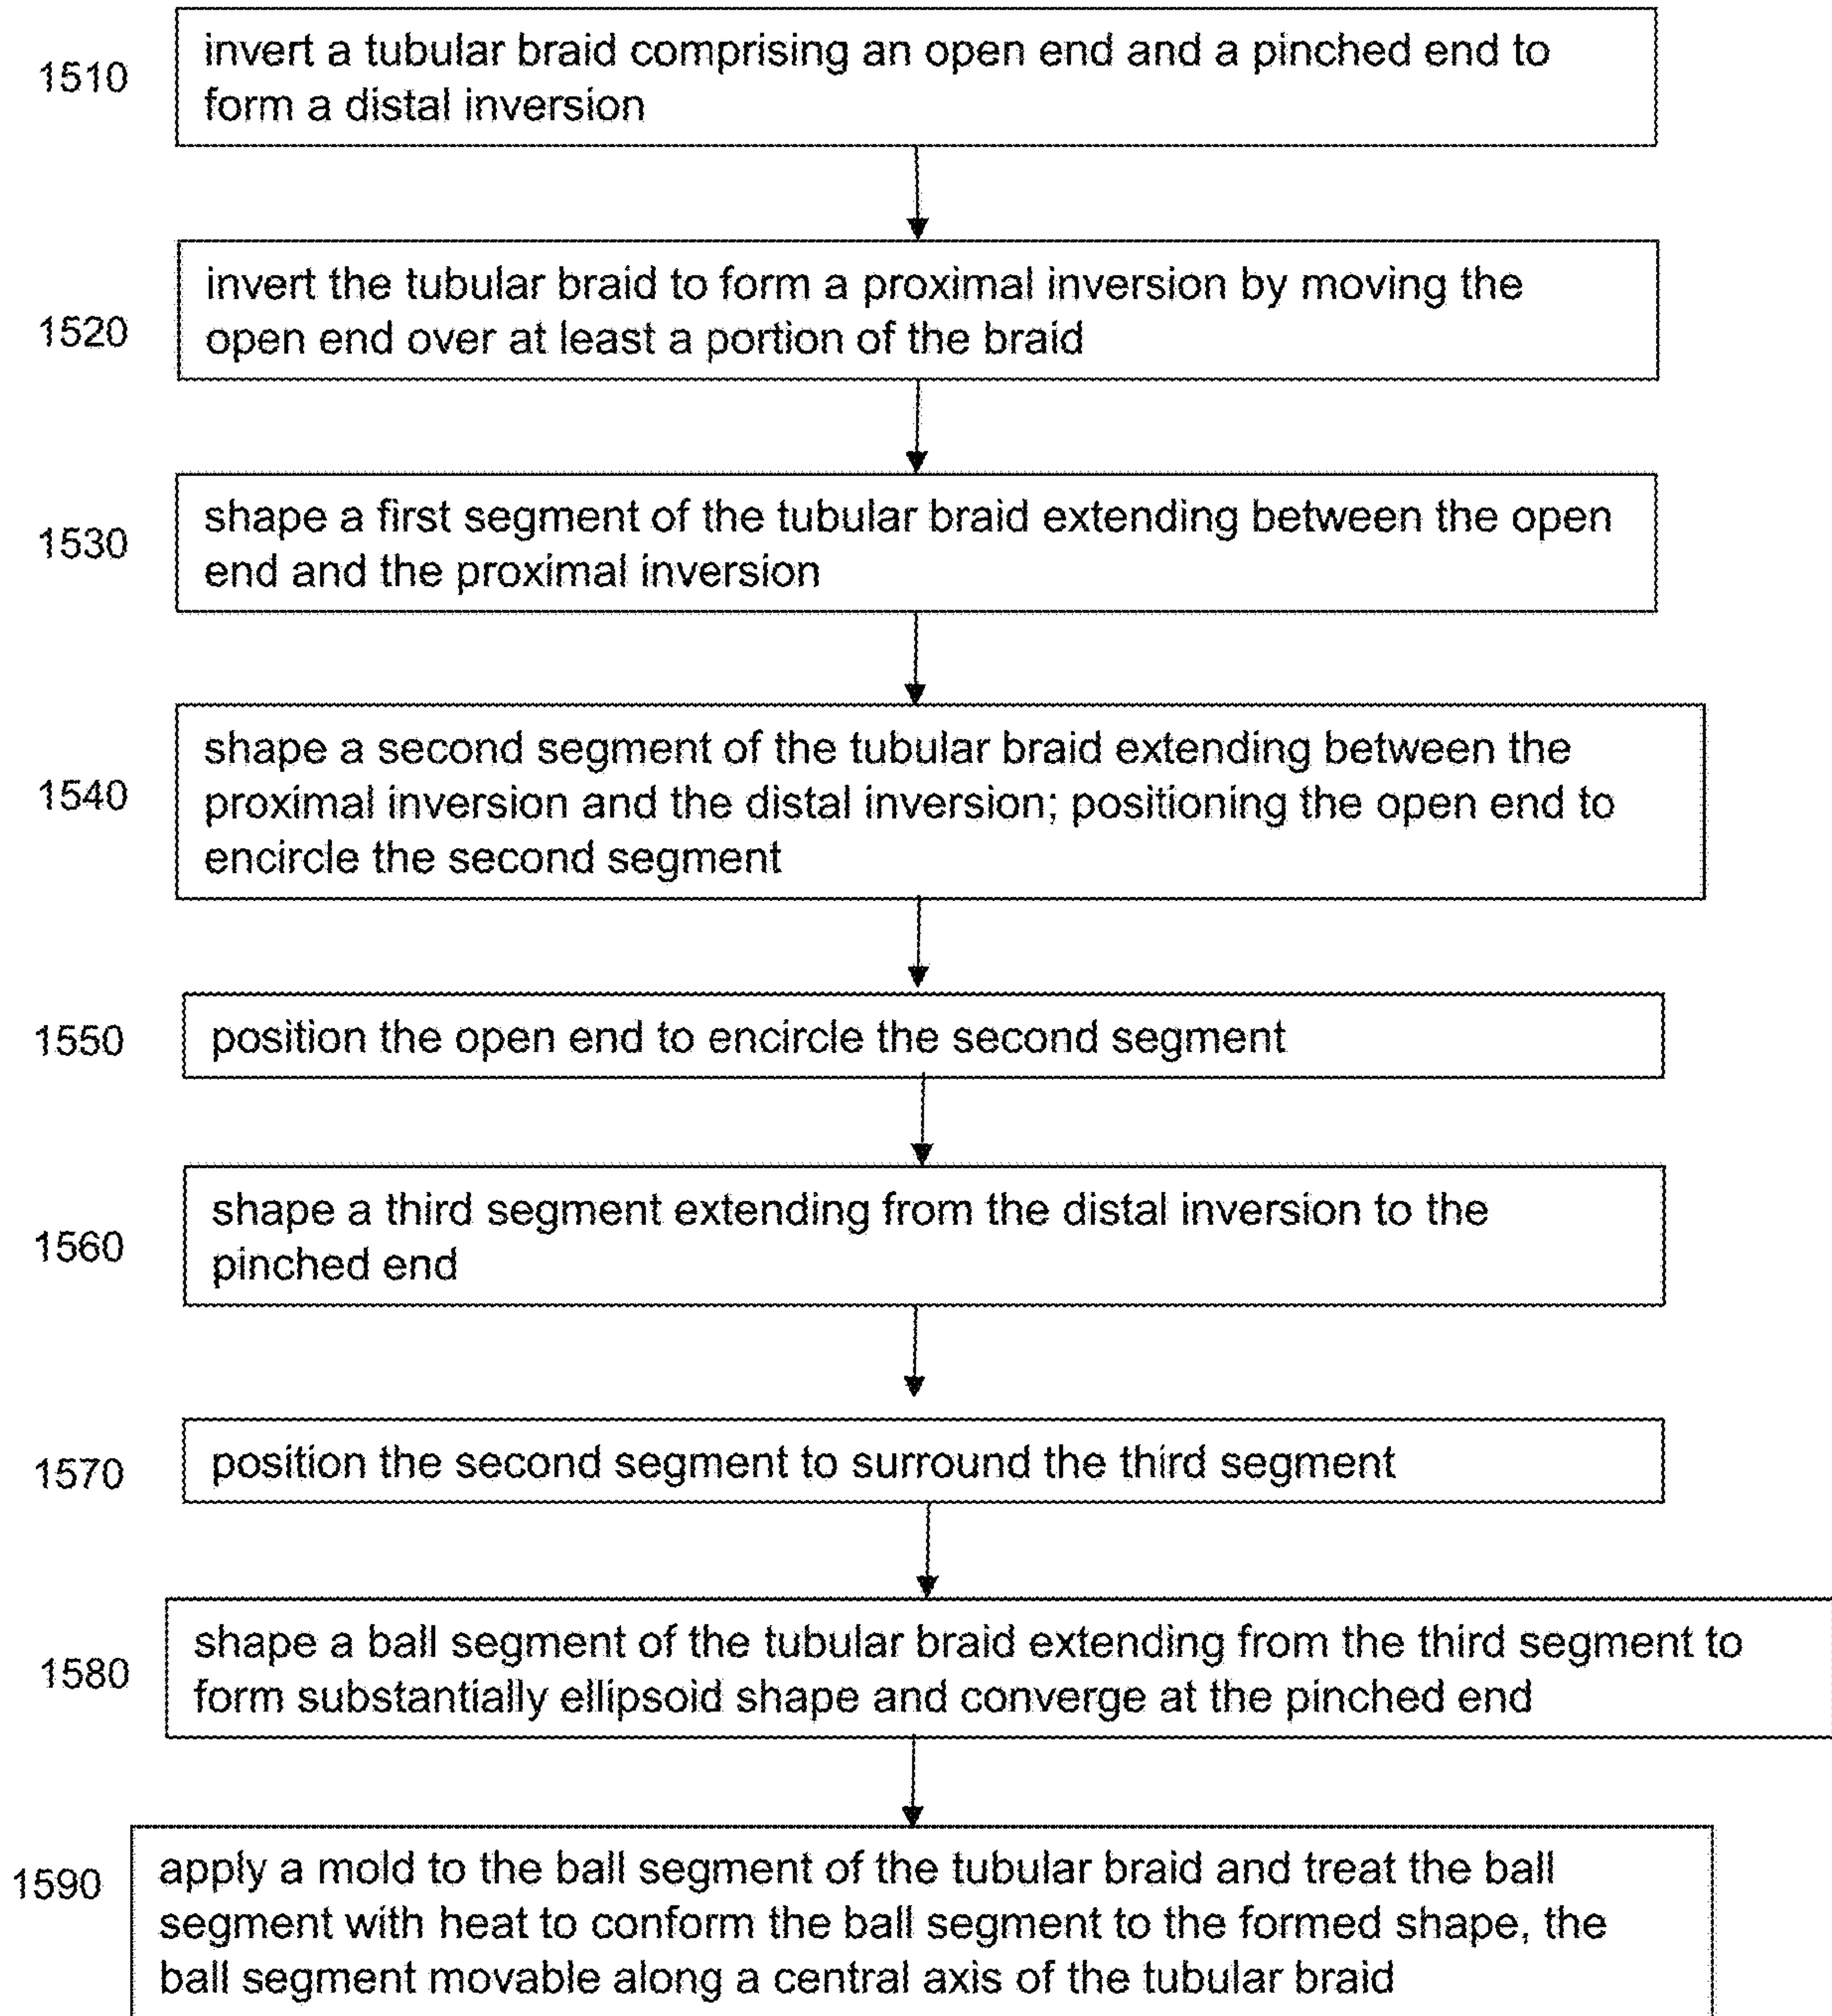 1510
invert a tubular braid comprising an open end and a pinched end to
form a distal inversion
1520
invert the tubular braid to form a proximal inversion by moving the
open end over at least a portion of the braid
1530
shape a first segment of the tubular braid extending between the open
end and the proximal inversion
1540
shape a second segment of the tubular braid extending between the
proximal inversion and the distal inversion; positioning the open end to
encircle the second segment
1550
position the open end to encircle the second segment
1560
shape a third segment extending from the distal inversion to the
pinched end
1570
position the second segment to surround the third segment
1580
shape a ball segment of the tubular braid extending from the third segment to
form substantially ellipsoid shape and converge at the pinched end
1590
apply a mold to the ball segment of the tubular braid and treat the ball
segment with heat to conform the ball segment to the formed shape, the
ball segment movable along a central axis of the tubular braid